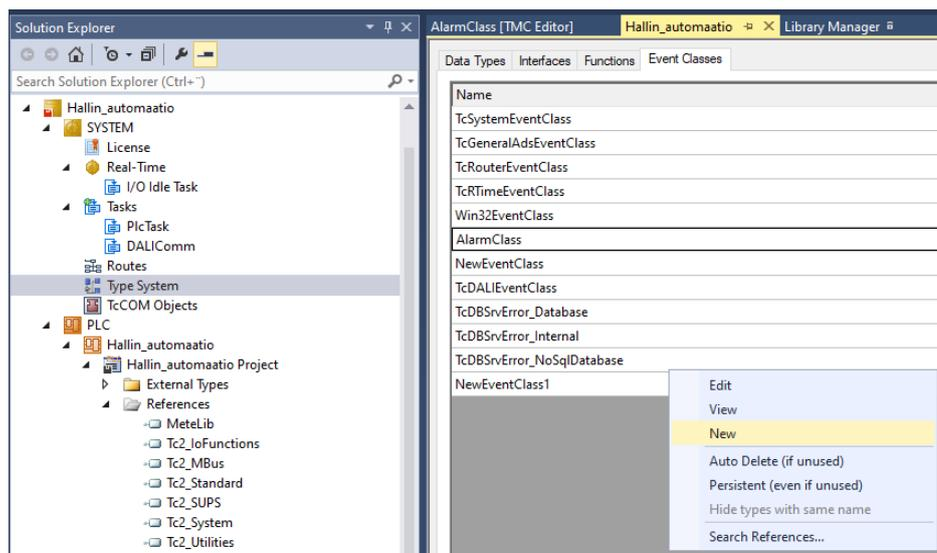 Solution Explorer
AlarmClass [TMC Editor]
Hallin_automaatio
Library Manager
Search Solution Explorer (Ctrl+¨)
Hallin_automaatio
SYSTEM
License
Real-Time
I/O Idle Task
Tasks
PlcTask
DALIComm
Routes
Type System
TcCOM Objects
PLC
Hallin_automaatio
Hallin_automaatio Project
External Types
References
MeteLib
Tc2_IoFunctions
Tc2_MBus
Tc2_Standard
Tc2_SUPS
Tc2_System
Tc2_Utilities
Data Types Interfaces Functions Event Classes
Name
TcSystemEventClass
TcGeneralAdsEventClass
TcRouterEventClass
TcRTimeEventClass
Win32EventClass
AlarmClass
NewEventClass
TcDALIEventClass
TcDBSrvError_Database
TcDBSrvError_Internal
TcDBSrvError_NoSqlDatabase
NewEventClass1
Edit
View
New
Auto Delete (if unused)
Persistent (even if unused)
Hide types with same name
Search References...